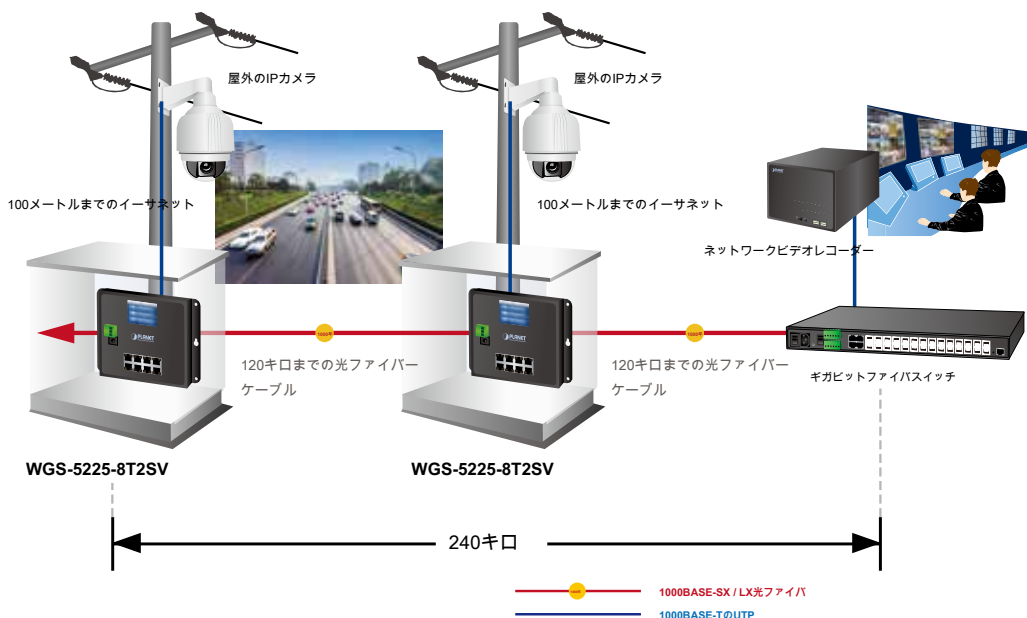 屋外のIPカメラ
屋外のIPカメラ
100メートルまでのイーサネット
100メートルまでのイーサネット
ネットワークビデオレコーダー
PLANET
PLANET
120キロまでの光ファイバー
ケーブル
120キロまでの光ファイバー
ケーブル
ギガビットファイバスイッチ
WGS-5225-8T2SV
WGS-5225-8T2SV
240キロ
1000BASE-SX / LX光ファイバ
1000BASE-TのUTP